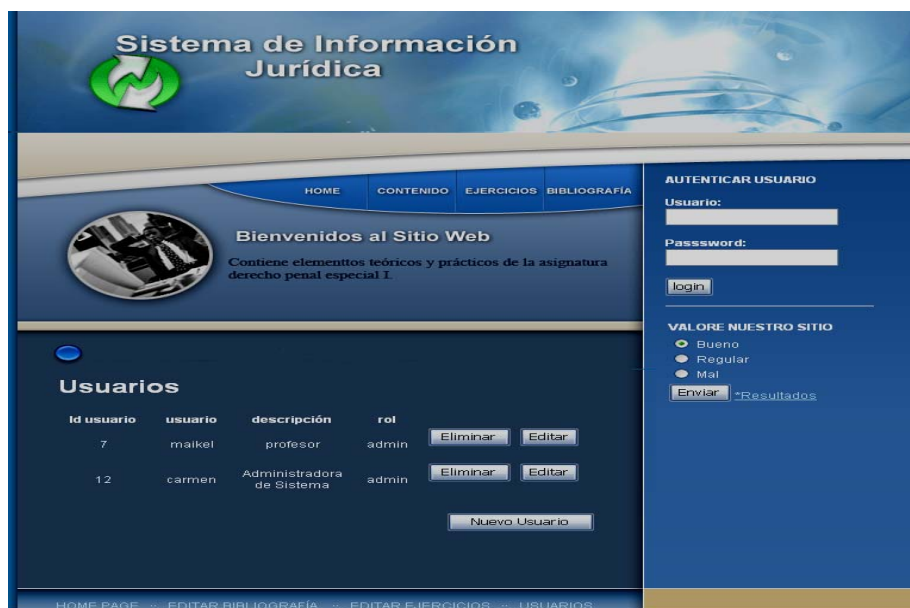 Sistema de Información
Jurídica
HOME CONTENIDO EJERCICIOS BIBLIOGRAFÍA
Bienvenidos al Sitio Web
Contiene elementtos teóricos y prácticos de la asignatura
derecho penal especial I.
AUTENTICAR USUARIO
Usuario:
Passsword:
login
VALORE NUESTRO SITIO
Bueno
Regular
Mal
Enviar *Resultados
Usuarios
Id usuario usuario descripción rol
7 maikel profesor admin Eliminar Editar
12 carmen Administradora de Sistema admin Eliminar Editar
Nuevo Usuario
HOME PAGE :: EDITAR BIBLIOGRAFÍA :: EDITAR EJERCICIOS :: USUARIOS